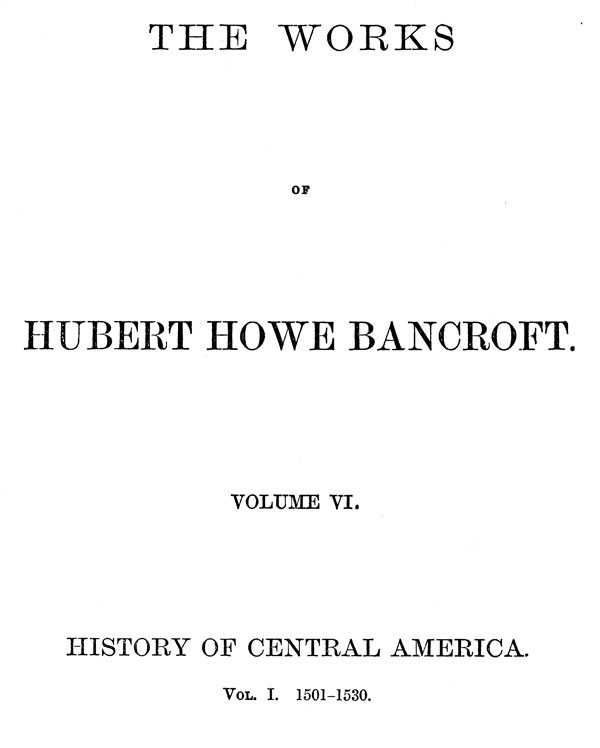 THE WORKS
OF
HUBERT HOWE BANCROFT.
VOLUME VI.
HISTORY OF CENTRAL AMERICA.
VOL. I. 1501–1530.